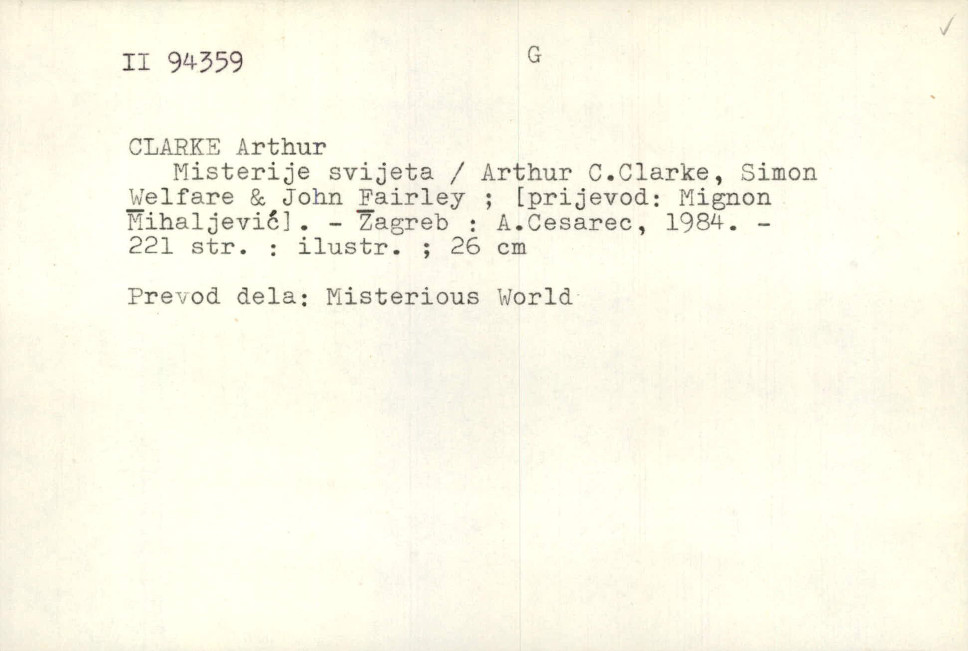 II 94359
G
CLARKE Arthur
Misterije svijeta / Arthur C.Clarke, Simon
Welfare & John Fairley ; [prijevod: Mignon
Mihaljević]. - Zagreb : A.Cesarec, 1984. -
221 str. : ilustr. ; 26 cm
Prevod dela: Misterious World